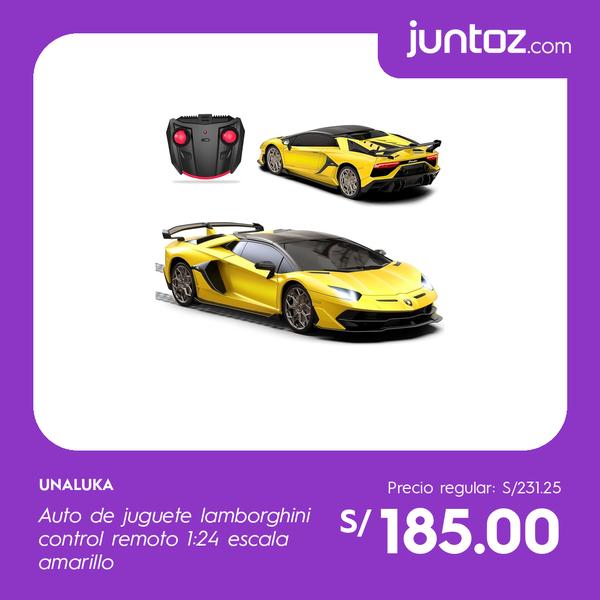 juntoz.com
UNALUKA
Auto de juguete lamborghini
control remoto 1:24 escala
amarillo
Precio regular: S/231.25
S/185.00